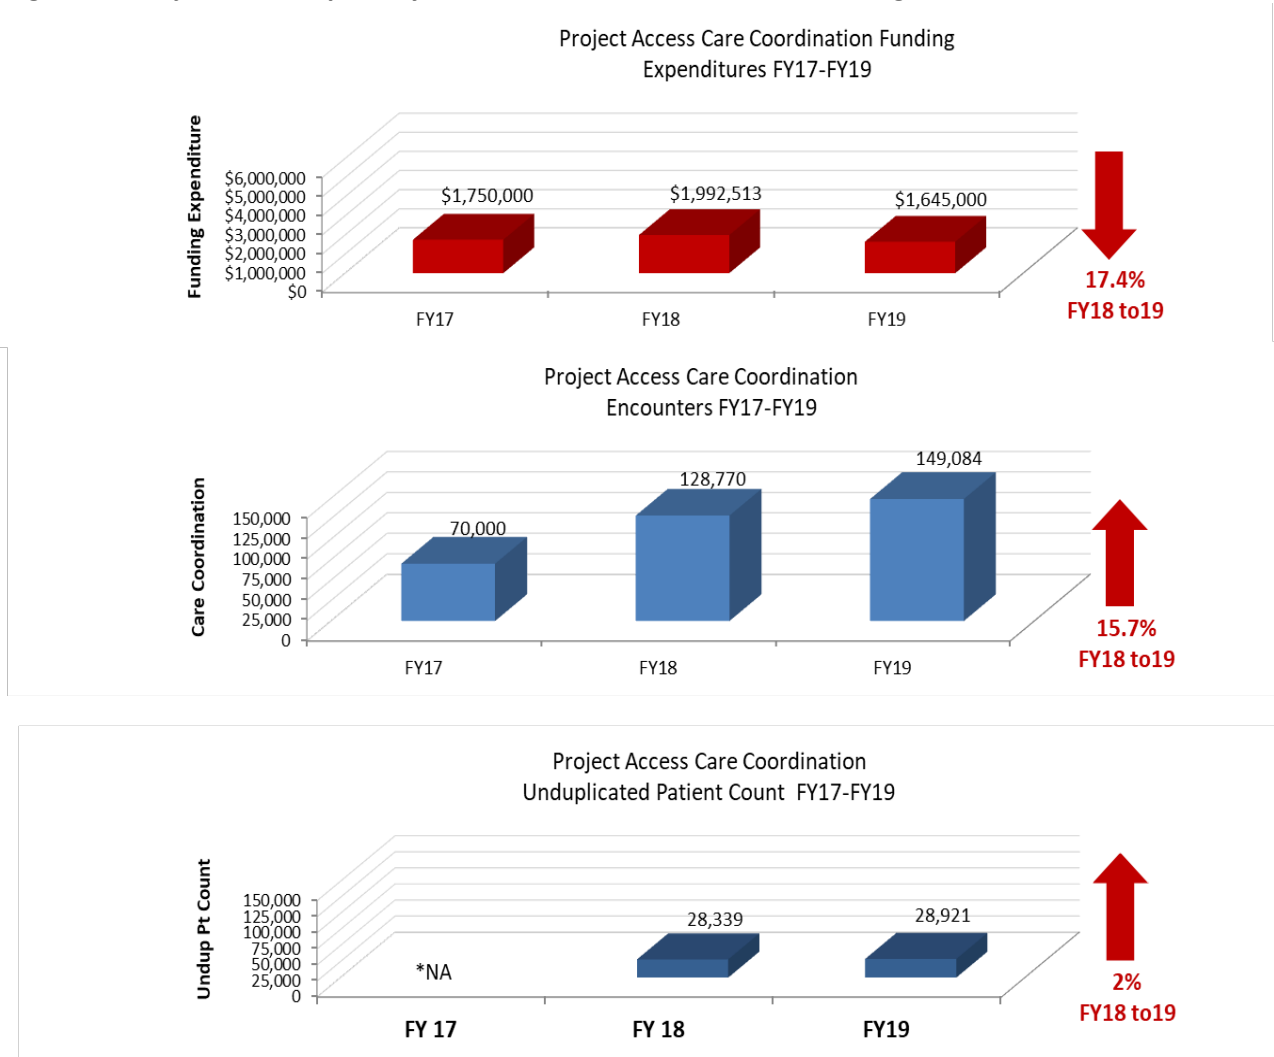 Project Access Care Coordination Funding
Expenditures FY17-FY19
Funding Expenditure
$6,000,000
$5,000,000
$4,000,000
$3,000,000
$2,000,000
$1,000,000
$0
$1,750,000
$1,992,513
$1,645,000
FY17
FY18
FY19
17.4%
FY18 to19
Project Access Care Coordination
Encounters FY17-FY19
Care Coordination
150,000
125,000
100,000
75,000
50,000
25,000
0
70,000
128,770
149,084
FY17
FY18
FY19
15.7%
FY18 to19
Project Access Care Coordination
Unduplicated Patient Count FY17-FY19
Undup Pt Count
150,000
125,000
100,000
75,000
50,000
25,000
0
*NA
28,339
28,921
FY 17
FY 18
FY19
2%
FY18 to19